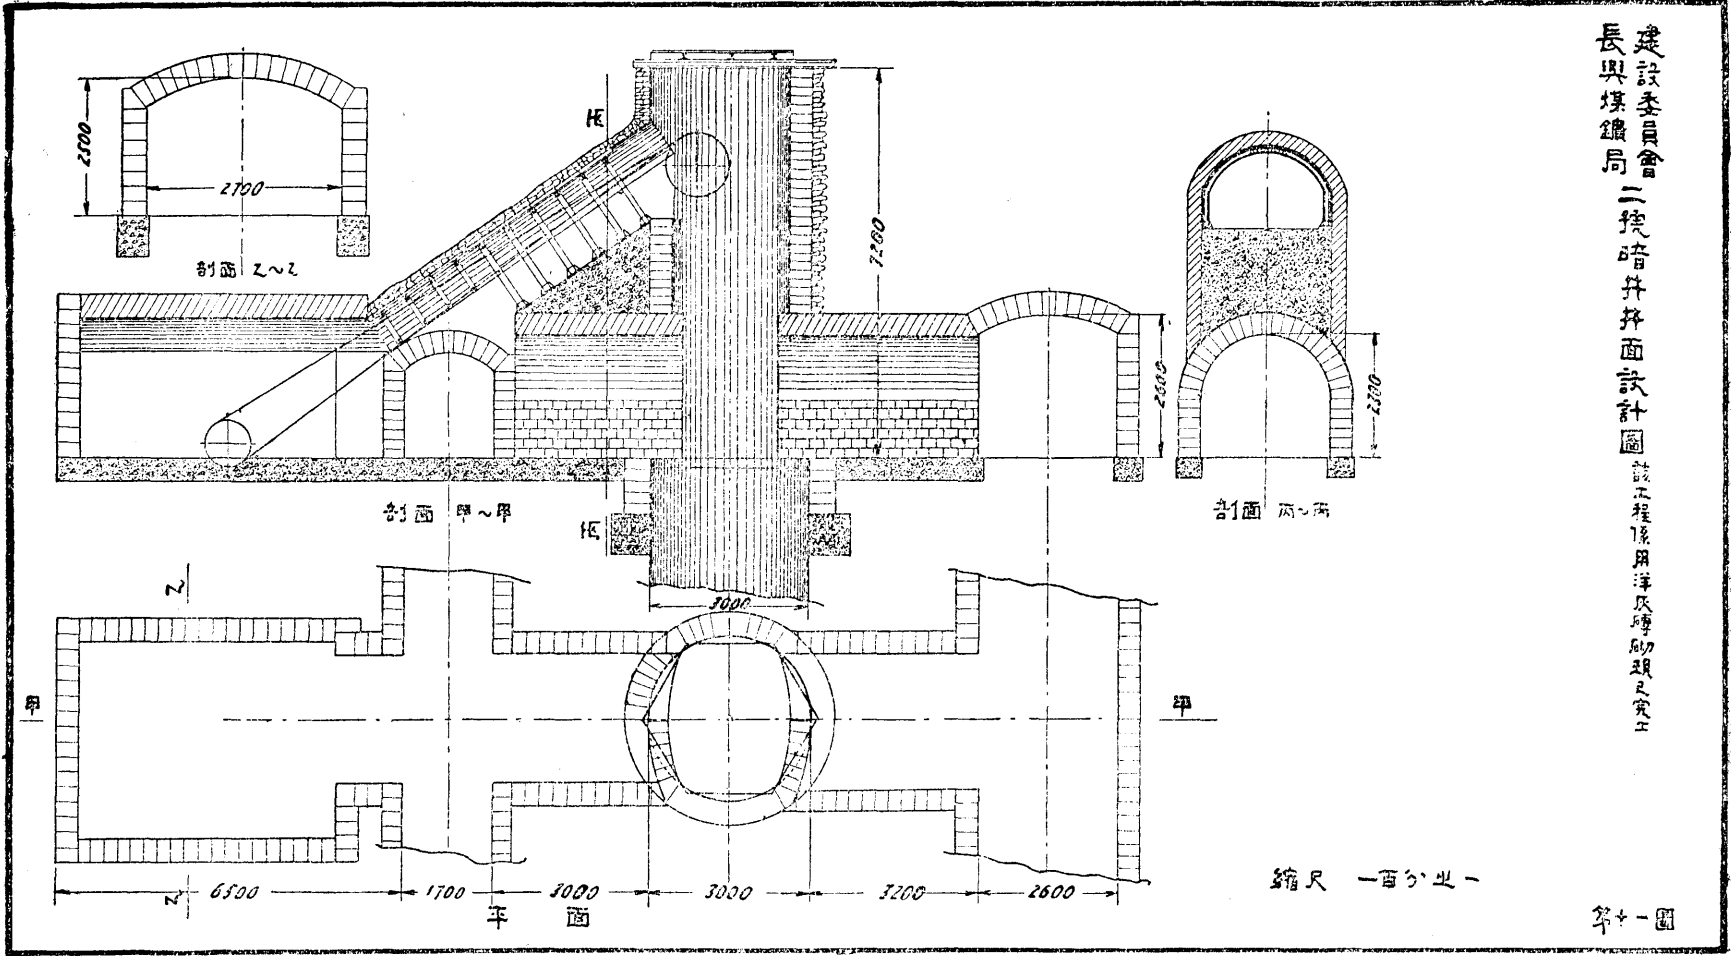 建設委員會
長興煤鑛局
二號暗井井面設計圖
該工程係用洋灰磚砌現已完工
2500
2700
剖面 乙～乙
丙
7200
2600
2300
剖面 甲～甲
丙
剖面 丙～丙
3000
乙
甲
甲
乙
6500
1700
3000
3000
3200
2600
平 面
縮尺 一百分之一
第十一圖